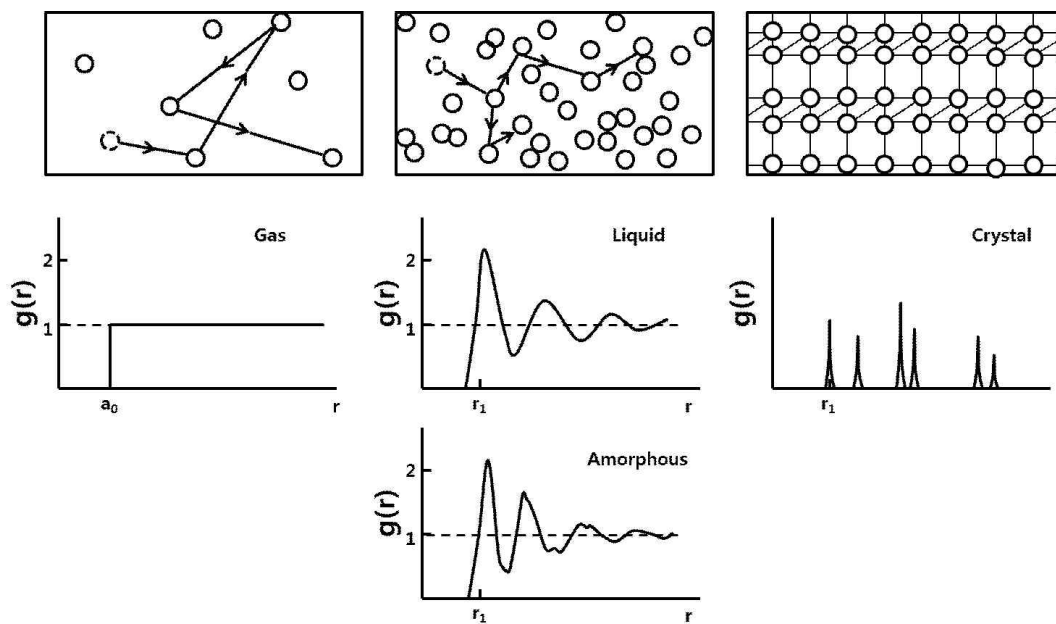 Gas
2
g(r)
1
a₀
r
Liquid
2
g(r)
1
r₁
r
Crystal
g(r)
r₁
Amorphous
2
g(r)
1
r₁
r